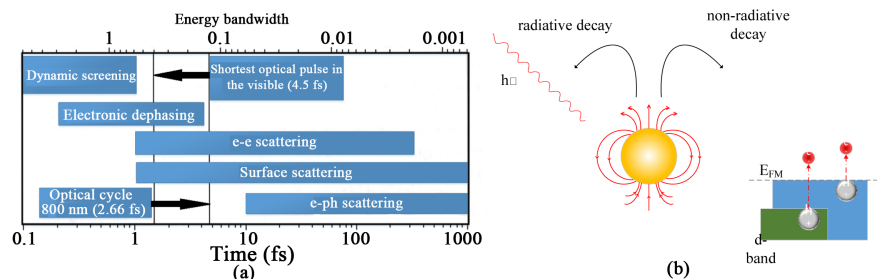 Energy bandwidth
1 0.1 0.01 0.001
Dynamic screening
Shortest optical pulse in
the visible (4.5 fs)
Electronic dephasing
e-e scattering
Surface scattering
Optical cycle
800 nm (2.66 fs)
e-ph scattering
0.1 1 10 100 1000
Time (fs)
(a)
radiative decay
non-radiative
decay
h□
E_FM
d-
band
(b)